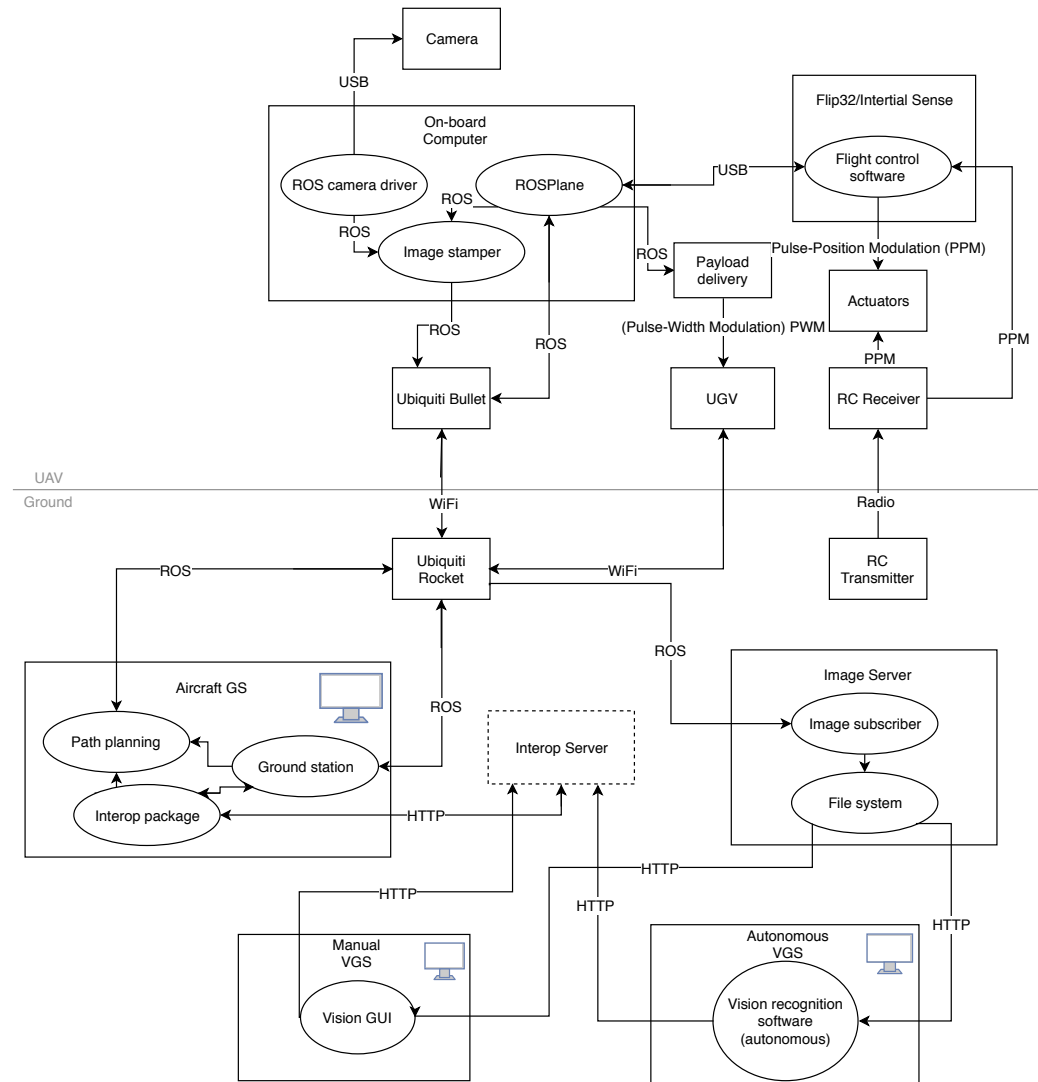 Camera
USB
Flip32/Intertial Sense
On-board
Computer
Flight control
software
ROS camera driver
ROSPlane
USB
ROS
ROS
Image stamper
ROS
Pulse-Position Modulation (PPM)
Payload
delivery
Actuators
ROS
ROS
(Pulse-Width Modulation) PWM
PPM
PPM
Ubiquiti Bullet
UGV
RC Receiver
UAV
Ground
WiFi
Radio
Ubiquiti
Rocket
ROS
WiFi
RC
Transmitter
ROS
Aircraft GS
Image Server
ROS
Path planning
Image subscriber
Interop Server
Ground station
File system
Interop package
HTTP
HTTP
HTTP
HTTP
HTTP
Manual
VGS
Autonomous
VGS
Vision GUI
Vision recognition
software
(autonomous)